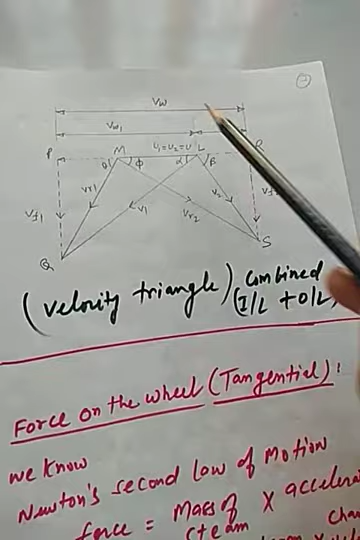 Vw
Vw1
U1=U2=U
P M L R
θ ϕ α β
Vf1 Vr1 V1 Vr2 V2
Q S
(Velocity triangle) Combined
(I/L + O/L
Force on the wheel (Tangential):
we know
Newton's second Law of Motion
force = Mass of X
steam